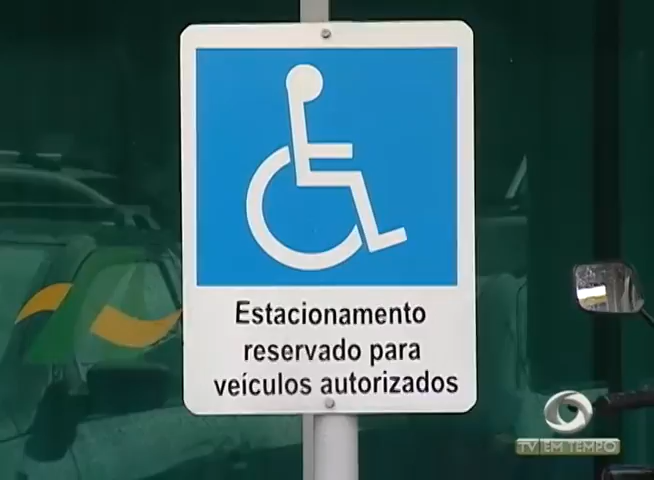 Estacionamento
reservado para
veículos autorizados
TV EM TEMPO